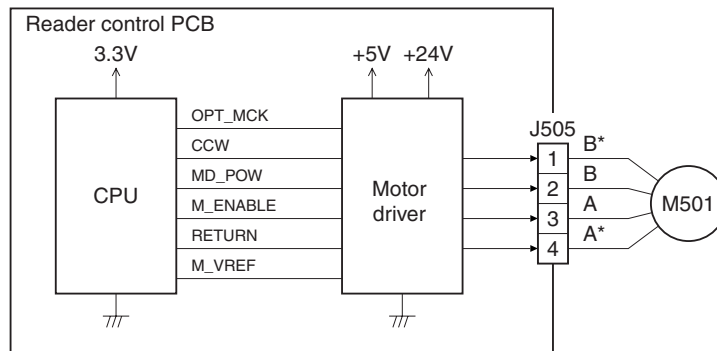 Reader control PCB
3.3V
+5V +24V
OPT_MCK
CCW
MD_POW
M_ENABLE
RETURN
M_VREF
CPU
Motor
driver
J505
1
2
3
4
B*
B
A
A*
M501